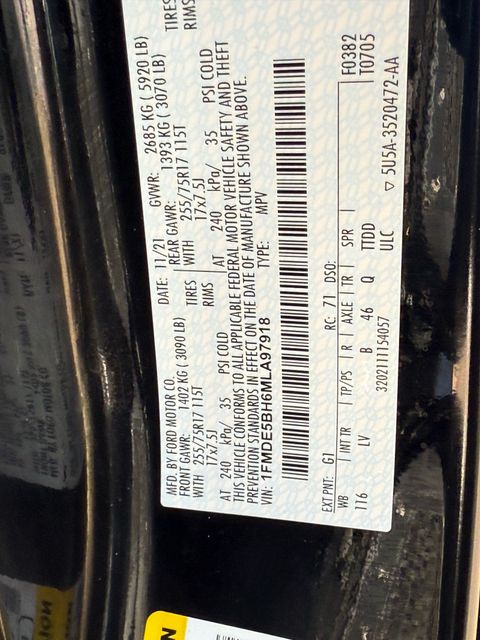 MFD. BY FORD MOTOR CO.
DATE: 11/21 GVWR: 2685 KG ( 5920 LB)
FRONT GAWR: 1402 KG ( 3090 LB)
REAR GAWR: 1393 KG ( 3070 LB)
WITH 255/75R17 115T TIRES
WITH 255/75R17 115T TIRES
17x7.5J RIMS
17x7.5J RIMS
AT 240 kPa/ 35 PSI COLD
AT 240 kPa/ 35 PSI COLD
THIS VEHICLE CONFORMS TO ALL APPLICABLE FEDERAL MOTOR VEHICLE SAFETY AND THEFT
PREVENTION STANDARDS IN EFFECT ON THE DATE OF MANUFACTURE SHOWN ABOVE.
VIN: 1FMDE5BH6MLA97918 TYPE: MPV
EXT PNT: G1 RC: 71 DSO: F0382
WB INT TR TP/PS R AXLE TR SPR T0705
116 LV B 46 Q TTDD
3202111154057 ULC
▽ 5U5A-3520472-AA